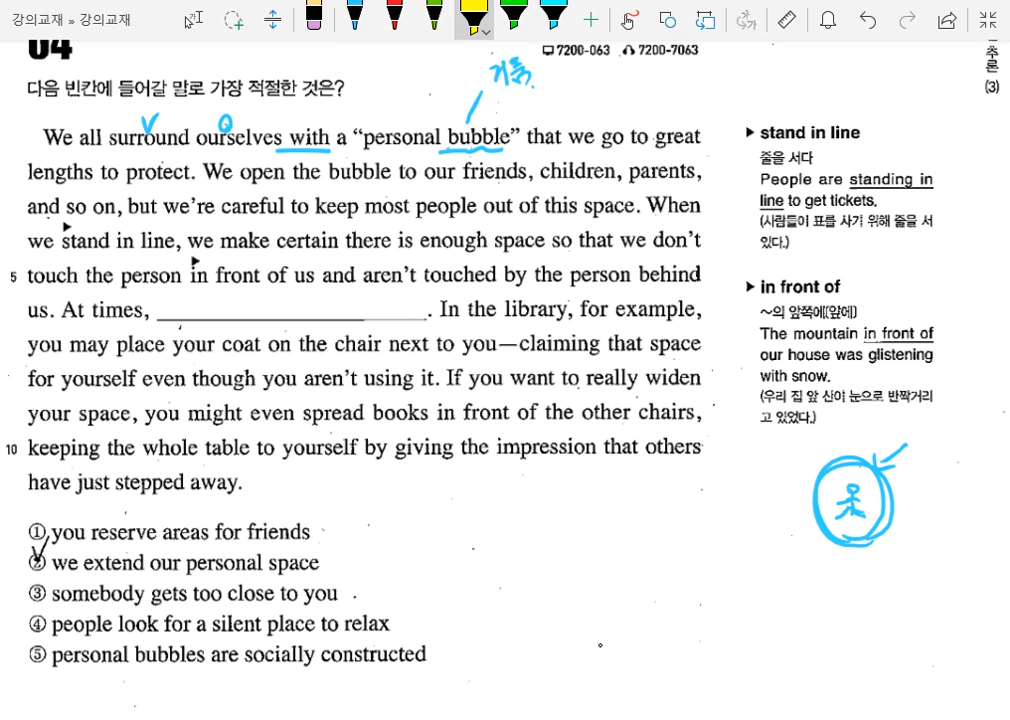 강의교재 » 강의교재
04
7200-063 7200-7063
추론 (3)
다음 빈칸에 들어갈 말로 가장 적절한 것은?
거품.
V O
We all surround ourselves with a “personal bubble” that we go to great
lengths to protect. We open the bubble to our friends, children, parents,
and so on, but we’re careful to keep most people out of this space. When
we stand in line, we make certain there is enough space so that we don’t
5 touch the person in front of us and aren’t touched by the person behind
us. At times, ____________________. In the library, for example,
you may place your coat on the chair next to you—claiming that space
for yourself even though you aren’t using it. If you want to really widen
your space, you might even spread books in front of the other chairs,
10 keeping the whole table to yourself by giving the impression that others
have just stepped away.
① you reserve areas for friends
② we extend our personal space
③ somebody gets too close to you
④ people look for a silent place to relax
⑤ personal bubbles are socially constructed
▶ stand in line
줄을 서다
People are standing in
line to get tickets.
(사람들이 표를 사기 위해 줄을 서
있다.)
▶ in front of
～의 앞쪽에[앞에]
The mountain in front of
our house was glistening
with snow.
(우리 집 앞 산이 눈으로 반짝거리
고 있었다.)